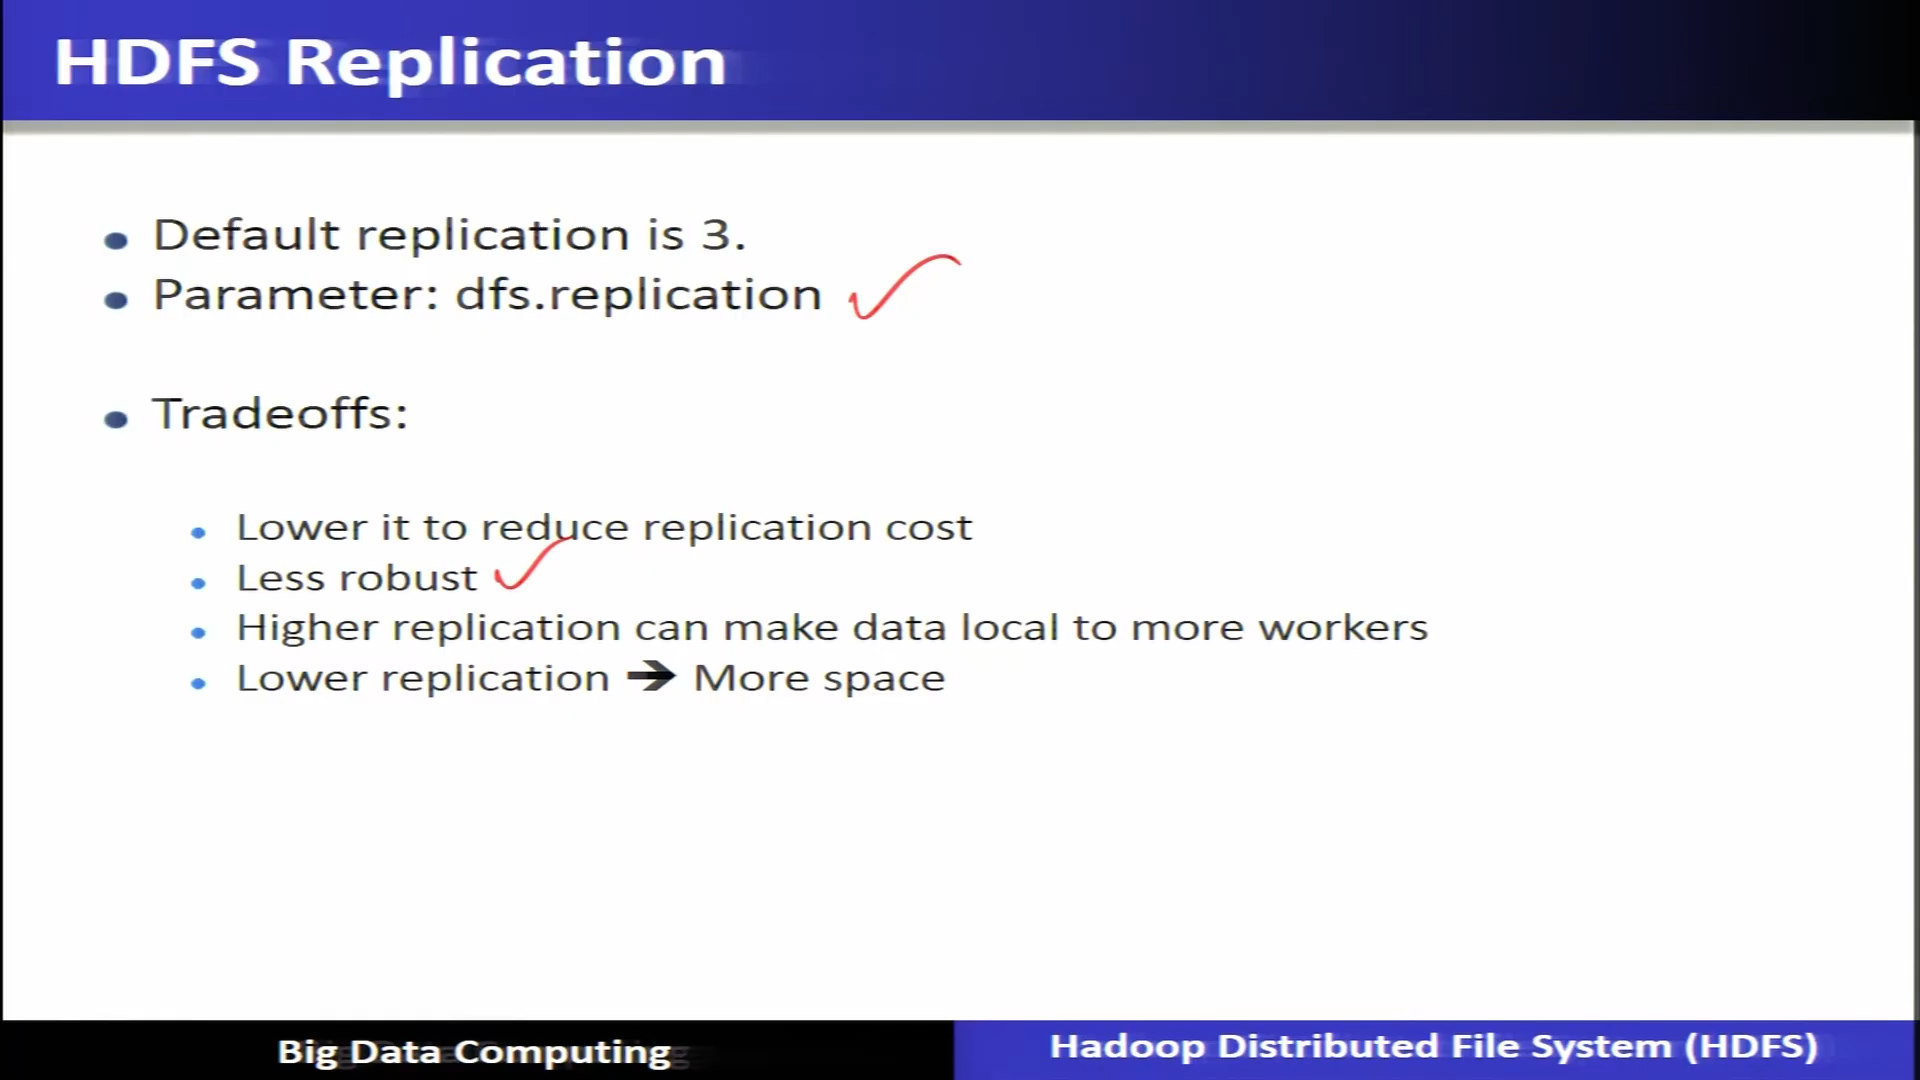 HDFS Replication
Default replication is 3.
Parameter: dfs.replication
Tradeoffs:
Lower it to reduce replication cost
Less robust
Higher replication can make data local to more workers
Lower replication ➔ More space
Big Data Computing
Hadoop Distributed File System (HDFS)